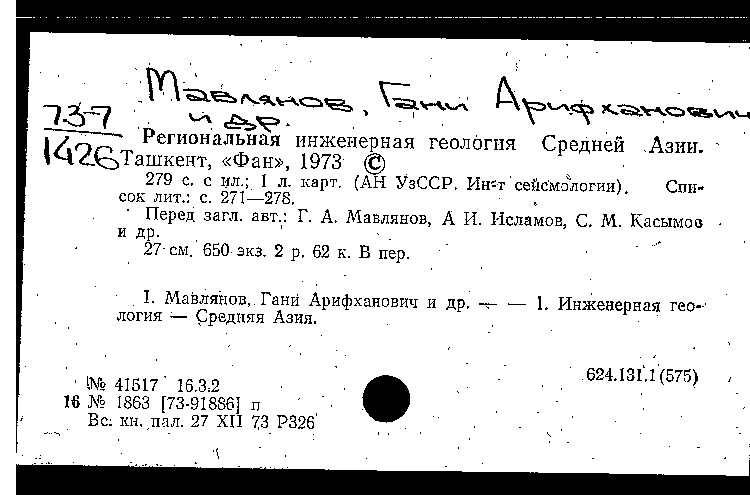 Мавлянов, Гани Арифханович
и др.
73-7
1426
Региональная инженерная геология Средней Азии.
Ташкент, «Фан», 1973 ©
279 с. с ил.; 1 л. карт. (АН УзССР. Ин-т сейсмологии). Спи-
сок лит.: с. 271—278.
Перед загл. авт.: Г. А. Мавлянов, А И. Исламов, С. М. Касымов
и др.
27 см. 650 экз. 2 р. 62 к. В пер.
I. Мавлянов, Гани Арифханович и др. — — 1. Инженерная гео-
логия — Средняя Азия.
624.131.1(575)
№ 41517 16.3.2
16 № 1863 [73-91886] п
Вс. кн. пал. 27 XII 73 Р326